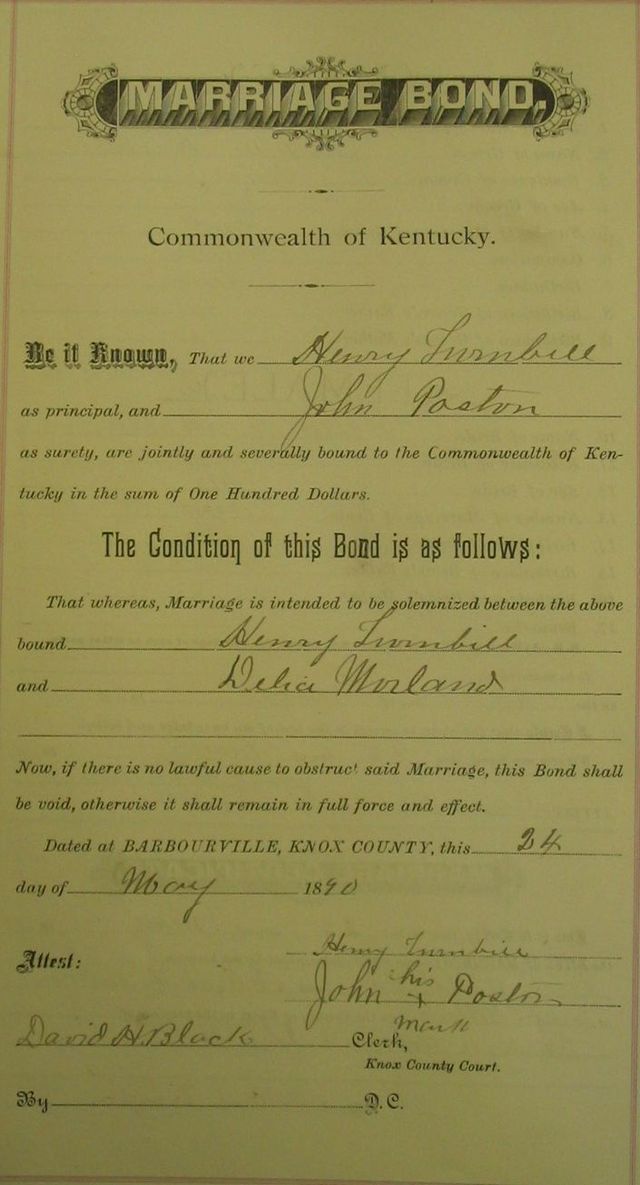 MARRIAGE BOND.
Commonwealth of Kentucky.
Be it Known, That we Henry Turnbill
as principal, and John Poston
as surety, are jointly and severally bound to the Commonwealth of Ken-
tucky in the sum of One Hundred Dollars.
The Condition of this Bond is as follows:
That whereas, Marriage is intended to be solemnized between the above
bound Henry Turnbill
and Delia Morland
Now, if there is no lawful cause to obstruct said Marriage, this Bond shall
be void, otherwise it shall remain in full force and effect.
Dated at BARBOURVILLE, KNOX COUNTY, this 24
day of May 1890
Henry Turnbill
Attest:
his
John x Poston
mark
David H. Black Clerk,
Knox County Court.
By D.C.